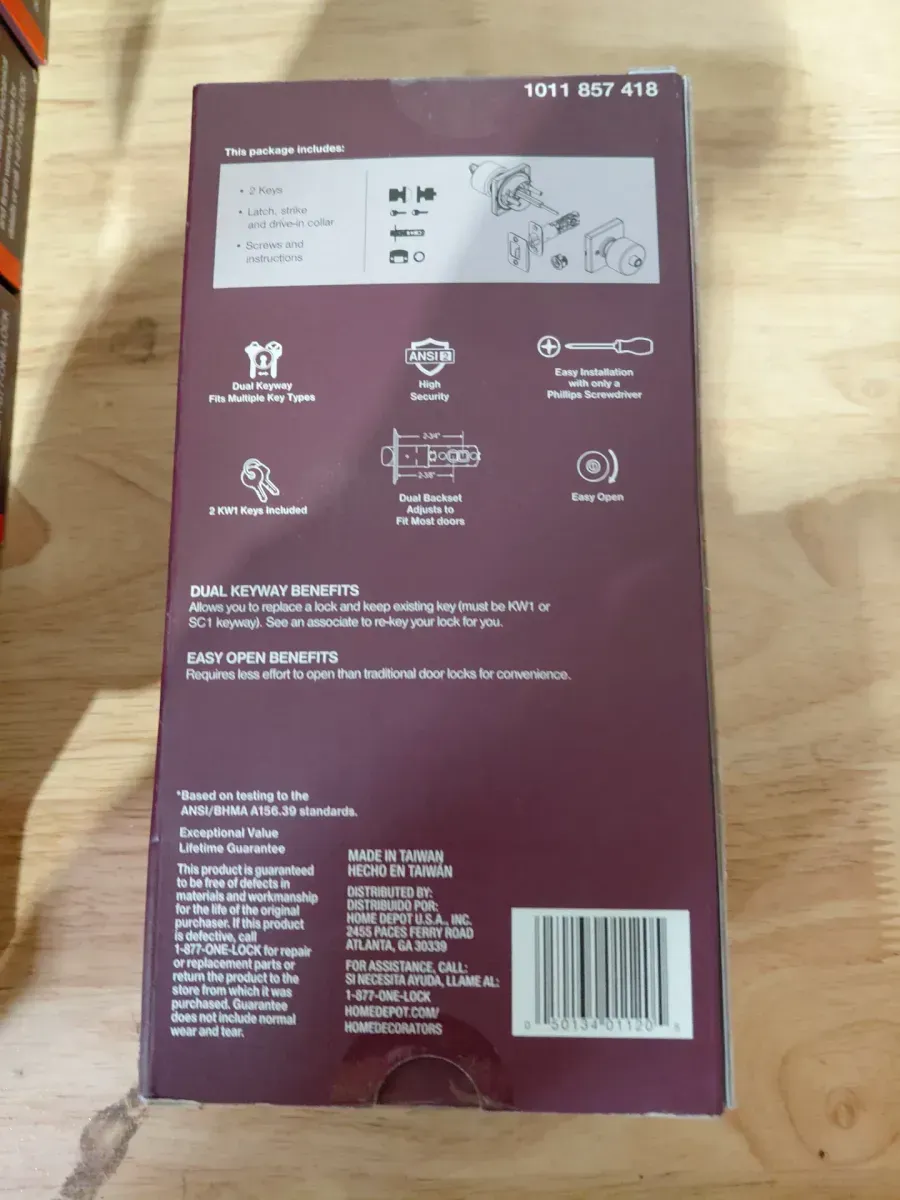 1011 857 418
This package includes:
• 2 Keys
• Latch, strike
and drive-in collar
• Screws and
instructions
Dual Keyway
Fits Multiple Key Types
ANSI 2
High
Security
Easy Installation
with only a
Phillips Screwdriver
2 KW1 Keys Included
2-3/4"
2-3/8"
Dual Backset
Adjusts to
Fit Most doors
Easy Open
DUAL KEYWAY BENEFITS
Allows you to replace a lock and keep existing key (must be KW1 or
SC1 keyway). See an associate to re-key your lock for you.
EASY OPEN BENEFITS
Requires less effort to open than traditional door locks for convenience.
*Based on testing to the
ANSI/BHMA A156.39 standards.
Exceptional Value
Lifetime Guarantee
This product is guaranteed
to be free of defects in
materials and workmanship
for the life of the original
purchaser. If this product
is defective, call
1-877-ONE-LOCK for repair
or replacement parts or
return the product to the
store from which it was
purchased. Guarantee
does not include normal
wear and tear.
MADE IN TAIWAN
HECHO EN TAIWÁN
DISTRIBUTED BY:
DISTRIBUIDO POR:
HOME DEPOT U.S.A., INC.
2455 PACES FERRY ROAD
ATLANTA, GA 30339
FOR ASSISTANCE, CALL:
SI NECESITA AYUDA, LLAME AL:
1-877-ONE-LOCK
HOMEDEPOT.COM/
HOMEDECORATORS
0 50134 01120 8